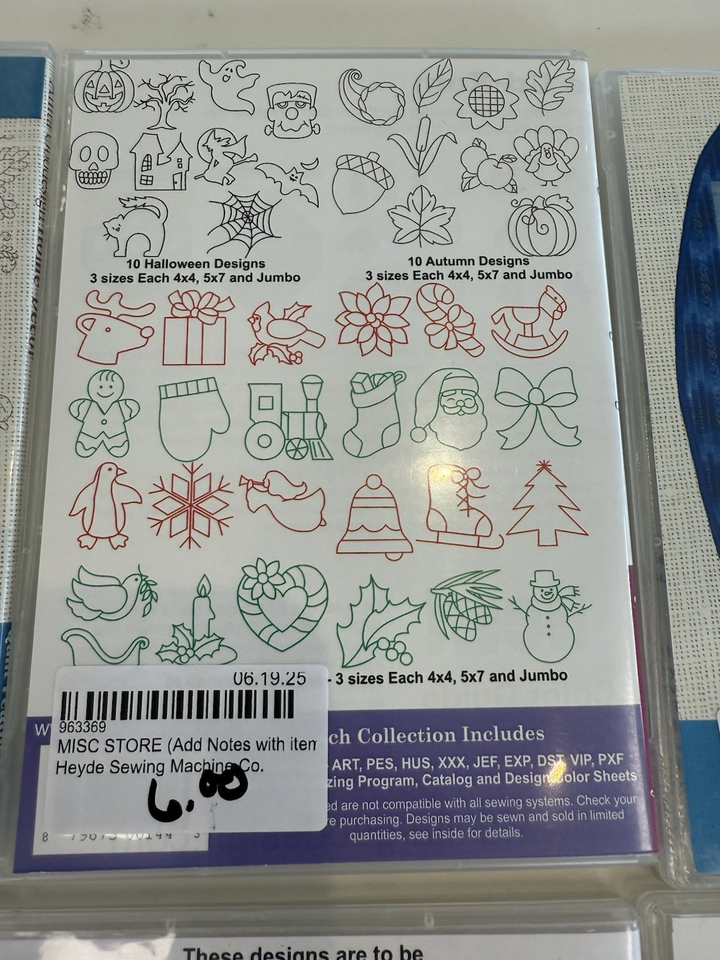 10 Halloween Designs
3 sizes Each 4x4, 5x7 and Jumbo
10 Autumn Designs
3 sizes Each 4x4, 5x7 and Jumbo
- 3 sizes Each 4x4, 5x7 and Jumbo
06.19.25
963369
MISC STORE (Add Notes with item
Heyde Sewing Machine Co.
6.00
ch Collection Includes
- ART, PES, HUS, XXX, JEF, EXP, DST, VIP, PXF
zing Program, Catalog and Design Color Sheets
ed are not compatible with all sewing systems. Check your
re purchasing. Designs may be sewn and sold in limited
quantities, see inside for details.
These designs are to be